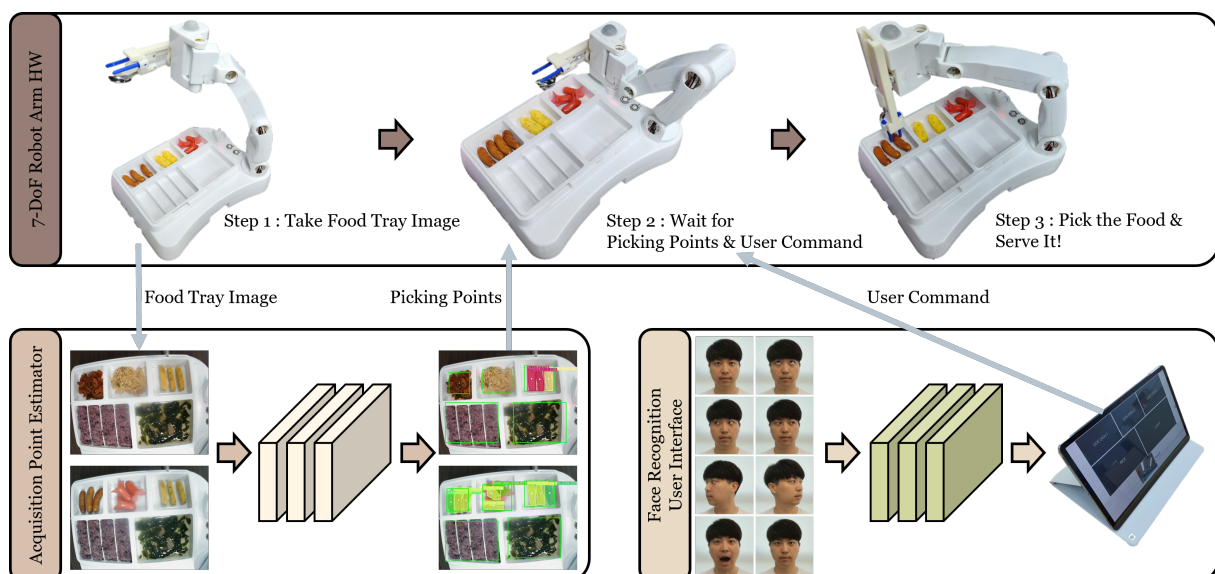 7-DoF Robot Arm HW
Step 1 : Take Food Tray Image
Step 2 : Wait for
Picking Points & User Command
Step 3 : Pick the Food &
Serve It!
Food Tray Image
Picking Points
User Command
Acquisition Point Estimator
Face Recognition
User Interface